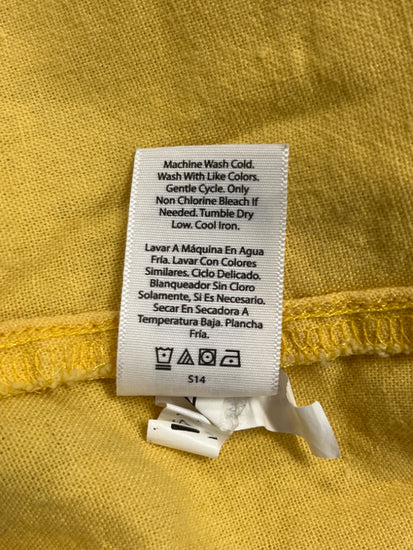 Machine Wash Cold.
Wash With Like Colors.
Gentle Cycle. Only
Non Chlorine Bleach If
Needed. Tumble Dry
Low. Cool Iron.
Lavar A Máquina En Agua
Fría. Lavar Con Colores
Similares. Ciclo Delicado.
Blanqueador Sin Cloro
Solamente, Si Es Necesario.
Secar En Secadora A
Temperatura Baja. Plancha
Fría.
S14